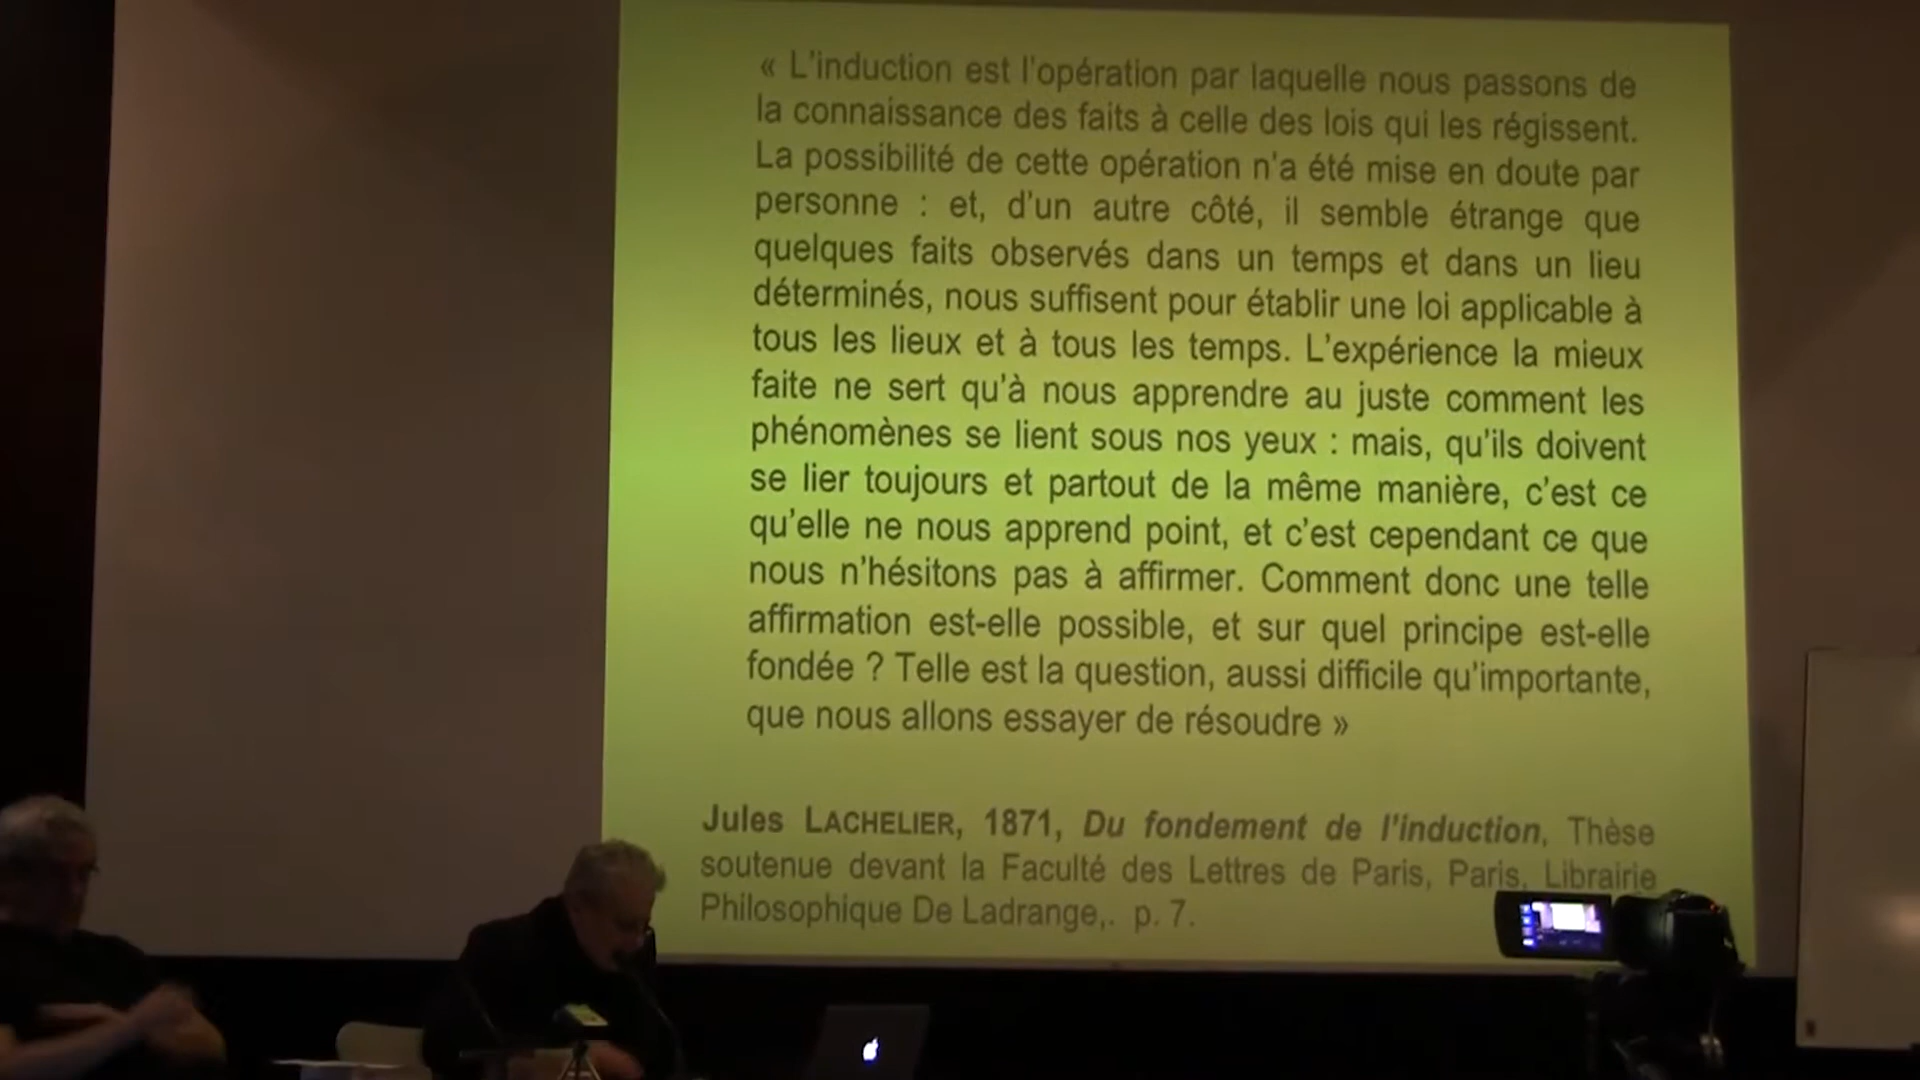 « L'induction est l'opération par laquelle nous passons de
la connaissance des faits à celle des lois qui les régissent.
La possibilité de cette opération n'a été mise en doute par
personne : et, d'un autre côté, il semble étrange que
quelques faits observés dans un temps et dans un lieu
déterminés, nous suffisent pour établir une loi applicable à
tous les lieux et à tous les temps. L'expérience la mieux
faite ne sert qu'à nous apprendre au juste comment les
phénomènes se lient sous nos yeux : mais, qu'ils doivent
se lier toujours et partout de la même manière, c'est ce
qu'elle ne nous apprend point, et c'est cependant ce que
nous n'hésitons pas à affirmer. Comment donc une telle
affirmation est-elle possible, et sur quel principe est-elle
fondée ? Telle est la question, aussi difficile qu'importante,
que nous allons essayer de résoudre »
Jules LACHELIER, 1871, Du fondement de l'induction, Thèse
soutenue devant la Faculté des Lettres de Paris, Paris, Librairie
Philosophique De Ladrange,. p. 7.